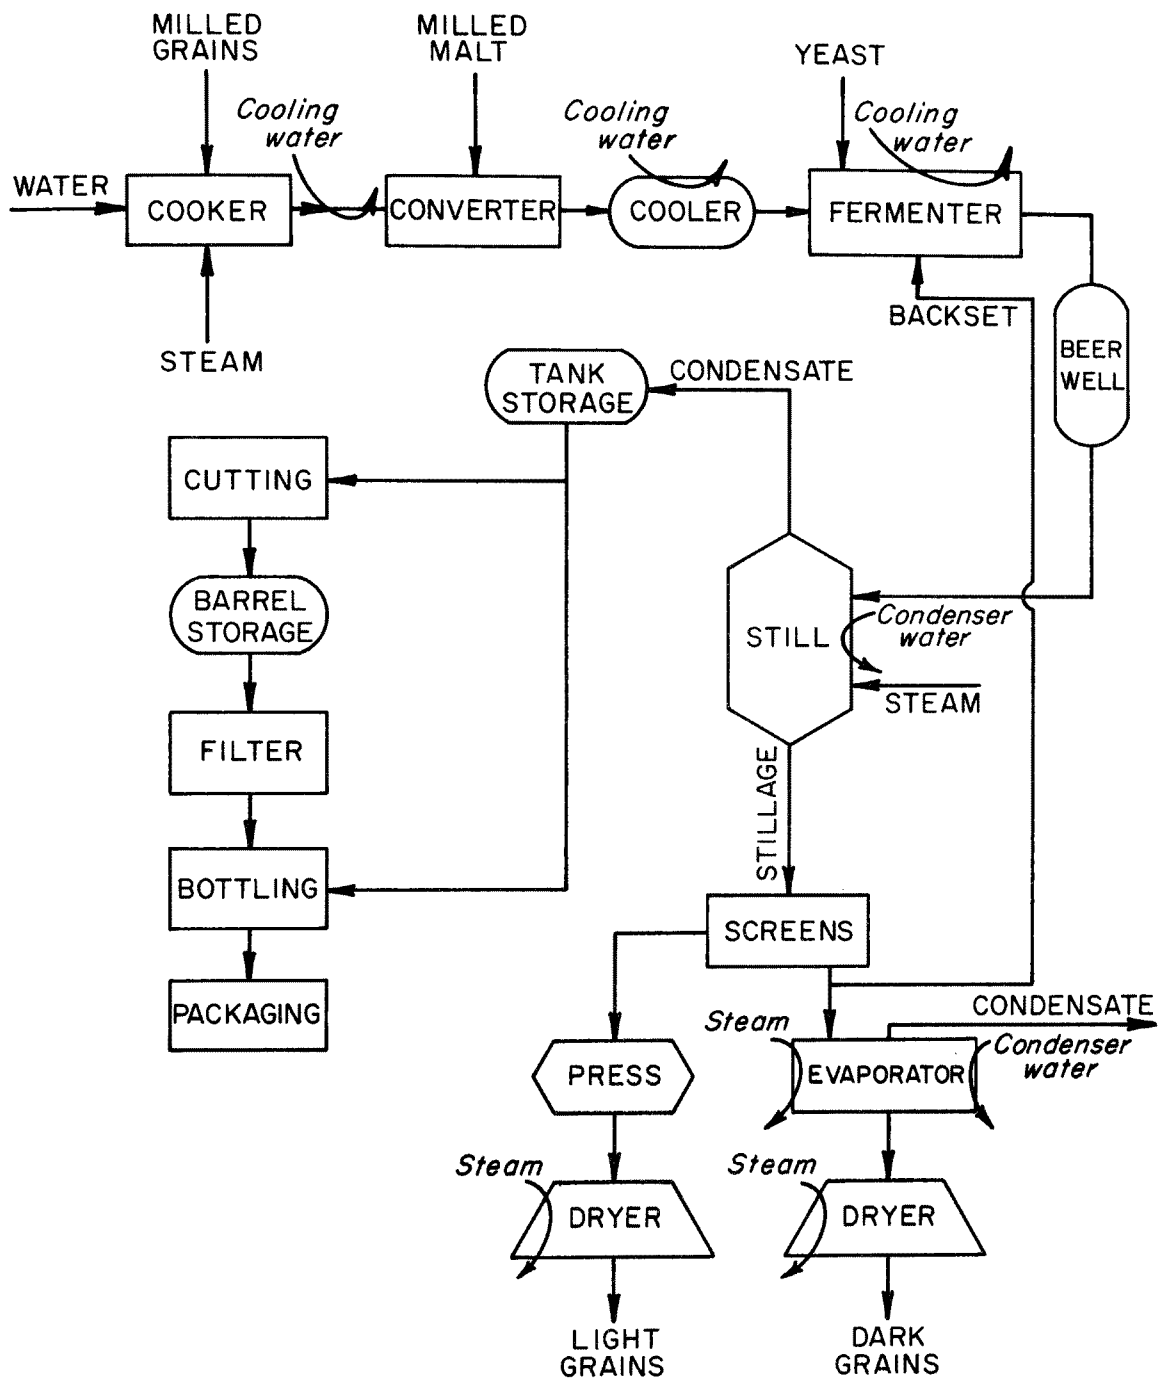 MILLED
GRAINS
MILLED
MALT
YEAST
Cooling
water
Cooling
water
Cooling
water
WATER
COOKER
CONVERTER
COOLER
FERMENTER
STEAM
BACKSET
BEER
WELL
TANK
STORAGE
CONDENSATE
CUTTING
BARREL
STORAGE
STILL
Condenser
water
STEAM
FILTER
STILLAGE
BOTTLING
SCREENS
PACKAGING
CONDENSATE
Steam
Condenser
water
PRESS
EVAPORATOR
Steam
Steam
DRYER
DRYER
LIGHT
GRAINS
DARK
GRAINS